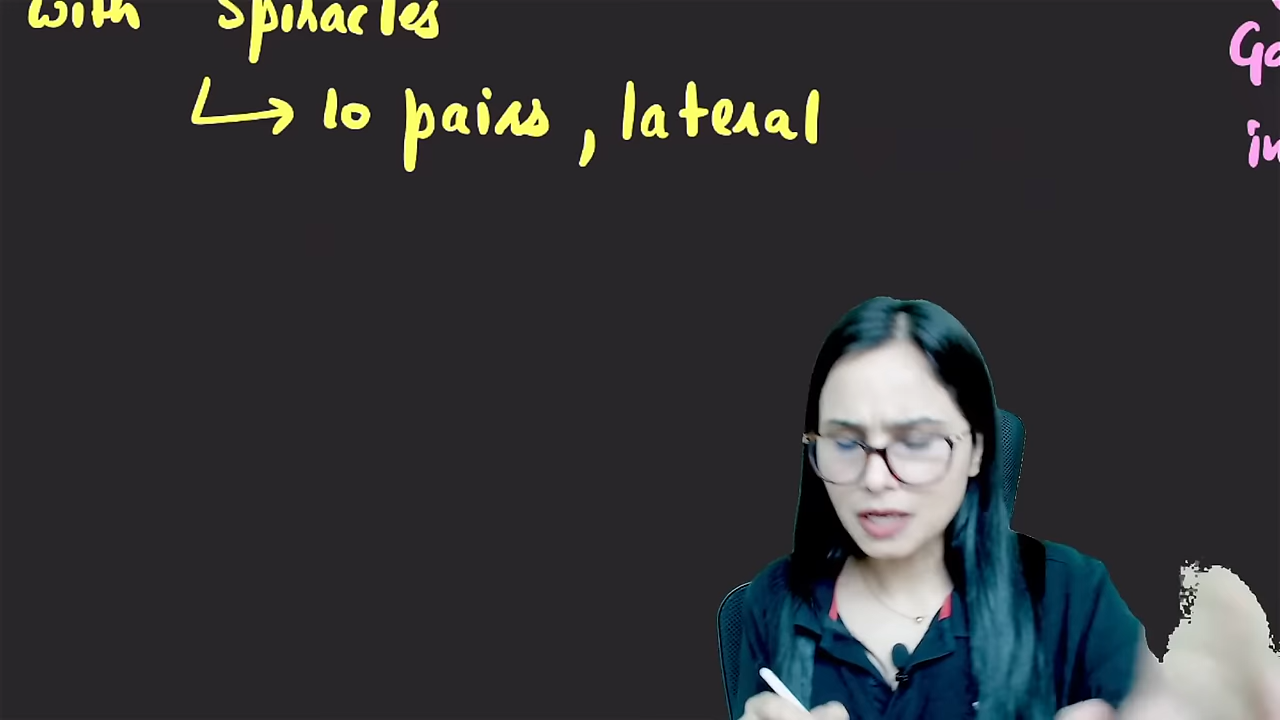 with Spiracles
↳ 10 pairs, lateral